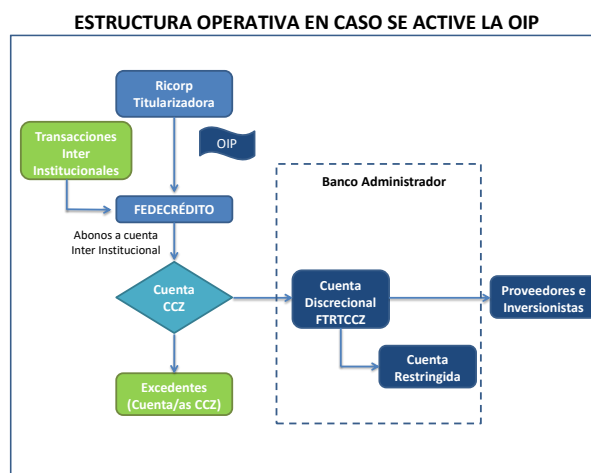 ESTRUCTURA OPERATIVA EN CASO SE ACTIVE LA OIP
Ricorp
Titularizadora
Transacciones
Inter
Institucionales
OIP
Banco Administrador
FEDECRÉDITO
Abonos a cuenta
Inter Institucional
Cuenta
CCZ
Cuenta
Discrecional
FTRTCCZ
Proveedores e
Inversionistas
Cuenta
Restringida
Excedentes
(Cuenta/as CCZ)